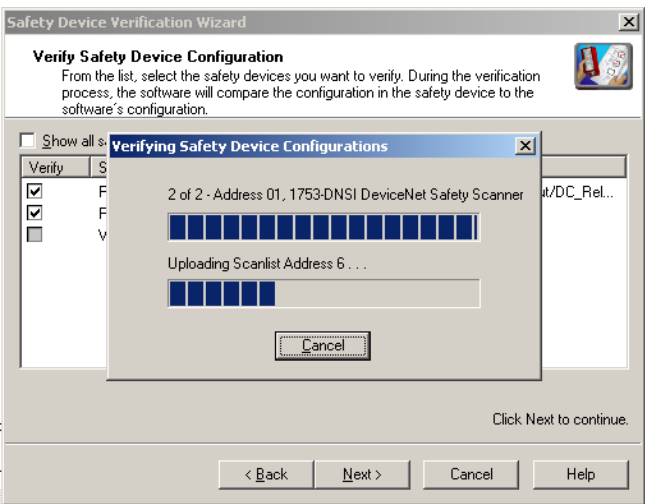 Safety Device Verification Wizard
Verify Safety Device Configuration
From the list, select the safety devices you want to verify. During the verification
process, the software will compare the configuration in the safety device to the
software's configuration.
Show all s
Verifying Safety Device Configurations
Verify S
F ut/DC_Rel...
F
V
2 of 2 - Address 01, 1753-DNSI DeviceNet Safety Scanner
Uploading Scanlist Address 6 . . .
Cancel
Click Next to continue.
< Back Next > Cancel Help